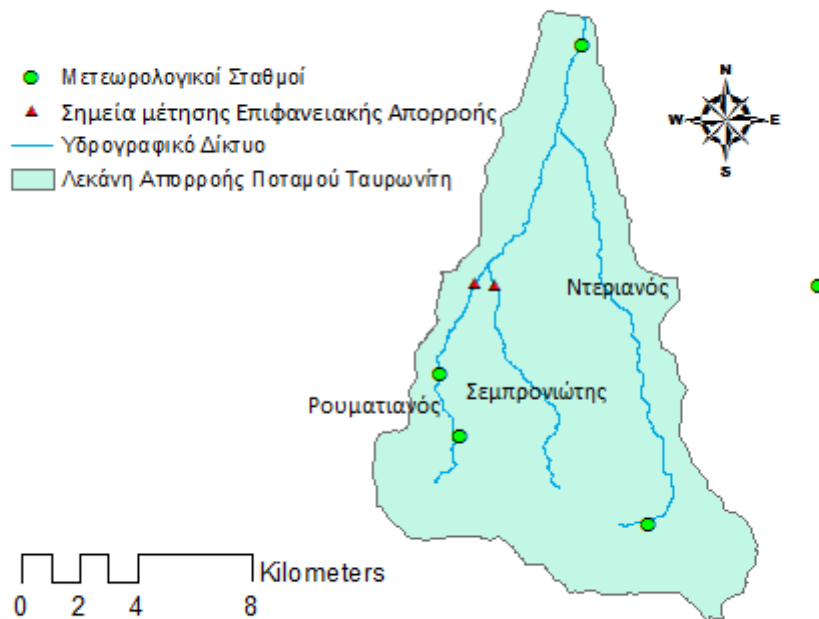 Μετεωρολογικοί Σταθμοί
Σημεία μέτησης Επιφανειακής Απορροής
Υδρογραφικό Δίκτυο
Λεκάνη Απορροής Ποταμού Ταυρωνίτη
N
W E
S
Ντεριανός
Σεμπρονιώτης
Ρουματιανός
Kilometers
0 2 4 8